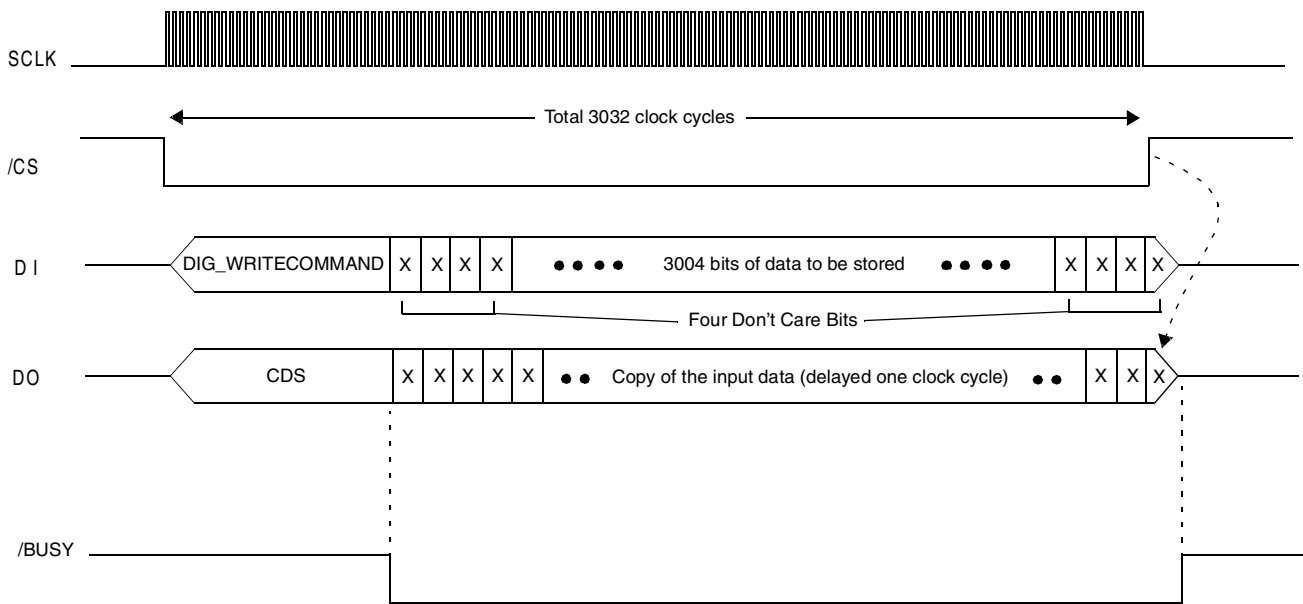 SCLK
Total 3032 clock cycles
/CS
DI DIG_WRITECOMMAND X X X X 3004 bits of data to be stored X X X X
Four Don't Care Bits
DO CDS X X X X X Copy of the input data (delayed one clock cycle) X X X
/BUSY